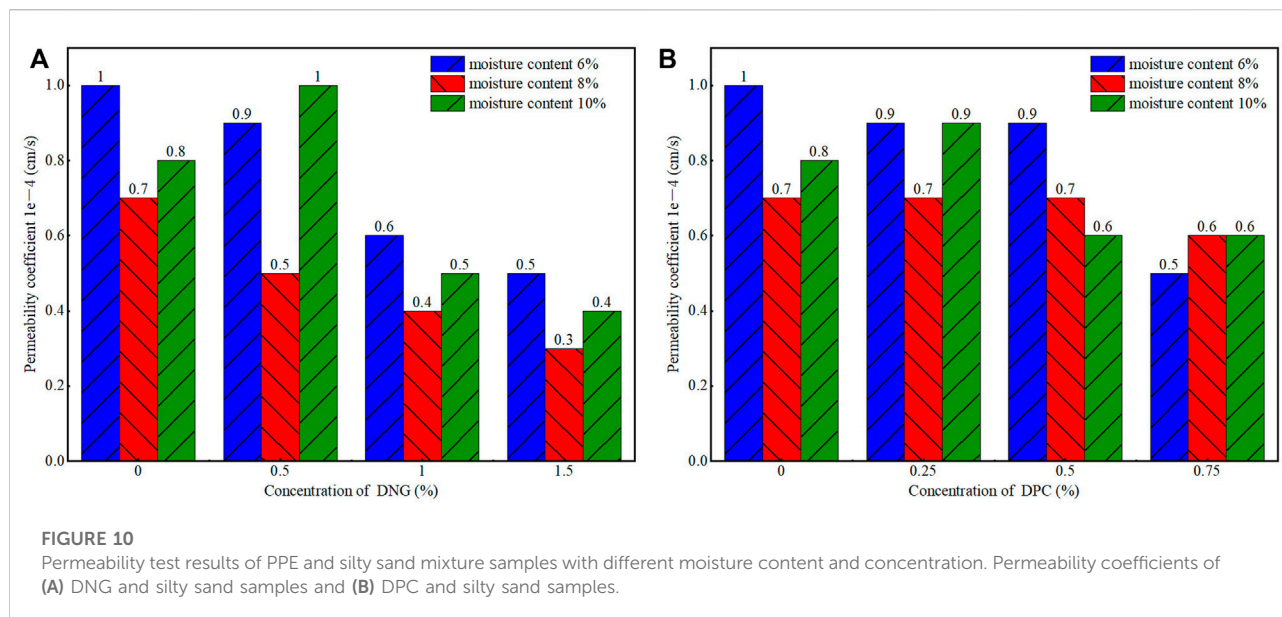 A
moisture content 6%
moisture content 8%
moisture content 10%
Permeability coefficient 1e−4 (cm/s)
1.0
0.8
0.6
0.4
0.2
0.0
1
0.7
0.8
0.9
0.5
1
0.6
0.4
0.5
0.5
0.3
0.4
0
0.5
1
1.5
Concentration of DNG (%)
B
moisture content 6%
moisture content 8%
moisture content 10%
Permeability coefficient 1e−4 (cm/s)
1.0
0.8
0.6
0.4
0.2
0.0
1
0.7
0.8
0.9
0.7
0.9
0.9
0.7
0.6
0.5
0.6
0.6
0
0.25
0.5
0.75
Concentration of DPC (%)
FIGURE 10
Permeability test results of PPE and silty sand mixture samples with different moisture content and concentration. Permeability coefficients of
(A) DNG and silty sand samples and (B) DPC and silty sand samples.